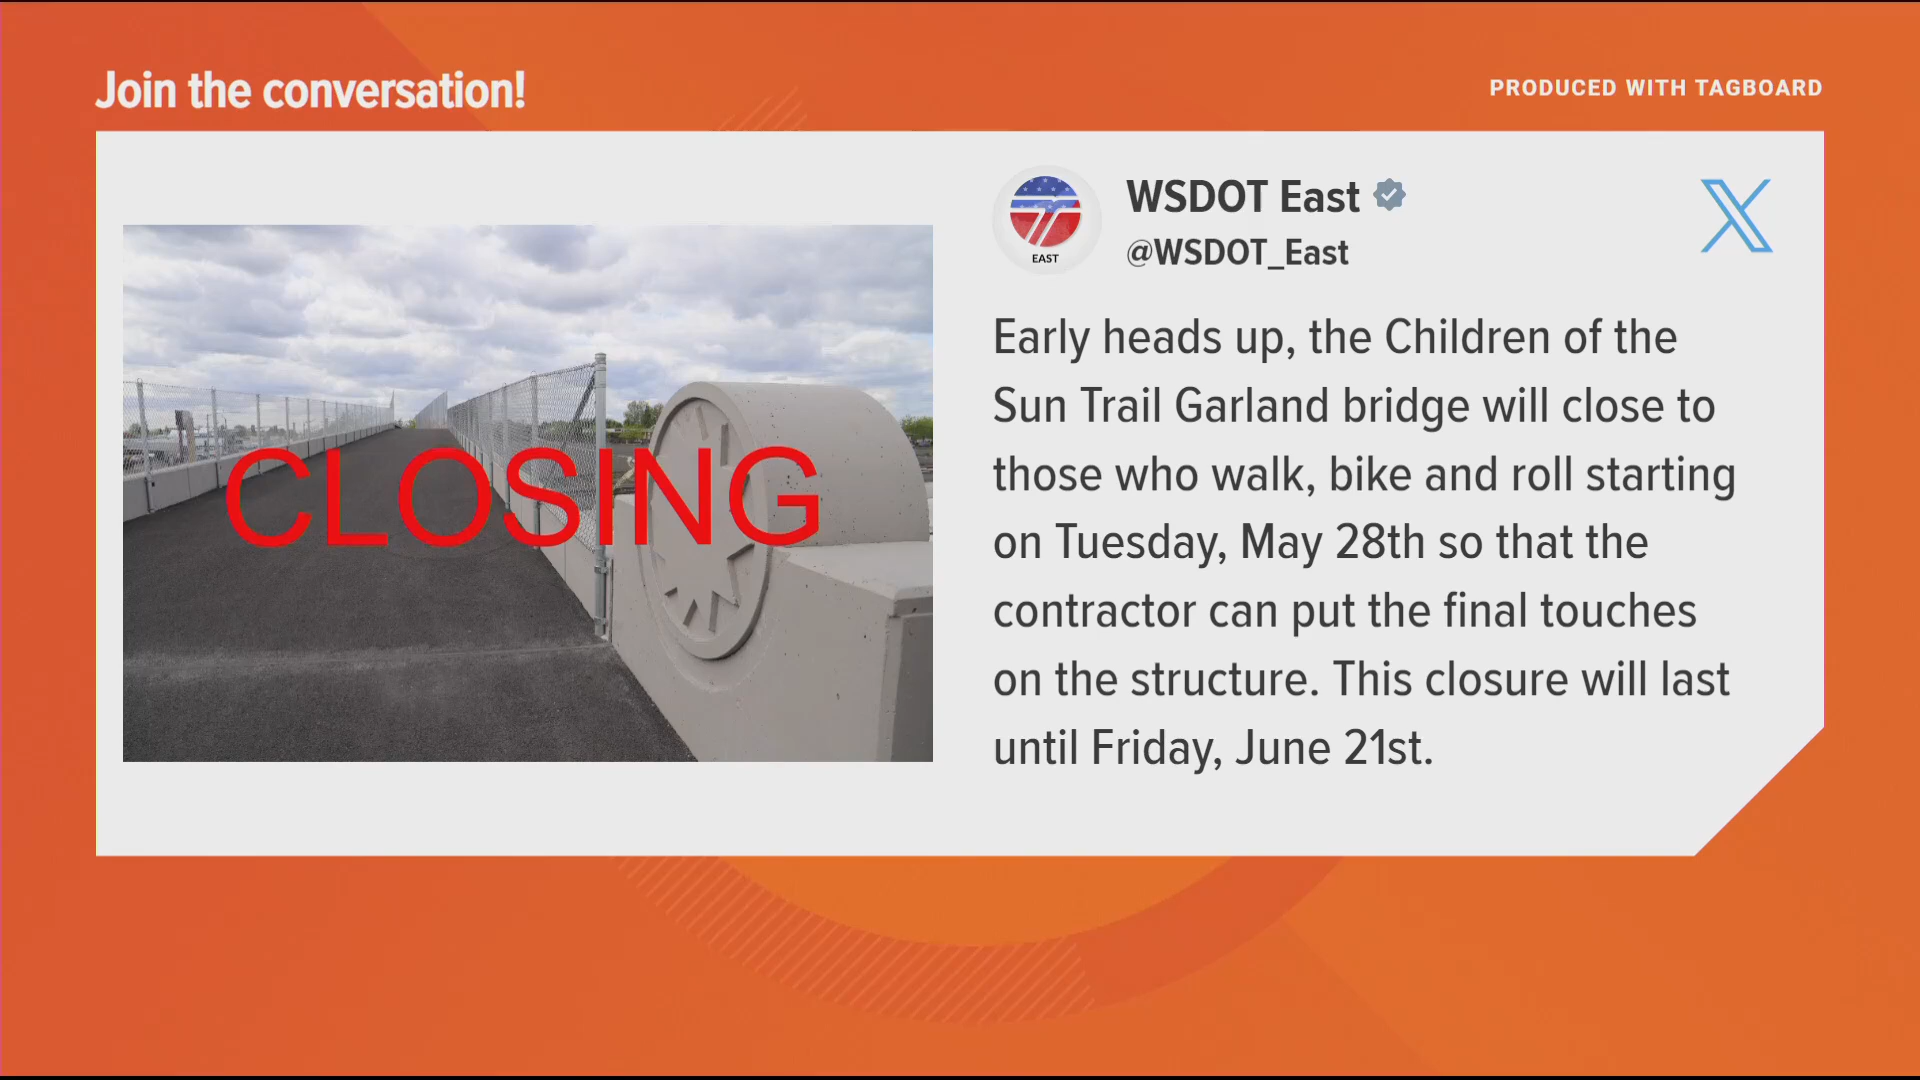 Join the conversation!
PRODUCED WITH TAGBOARD
CLOSING
EAST
WSDOT East
@WSDOT_East
Early heads up, the Children of the
Sun Trail Garland bridge will close to
those who walk, bike and roll starting
on Tuesday, May 28th so that the
contractor can put the final touches
on the structure. This closure will last
until Friday, June 21st.